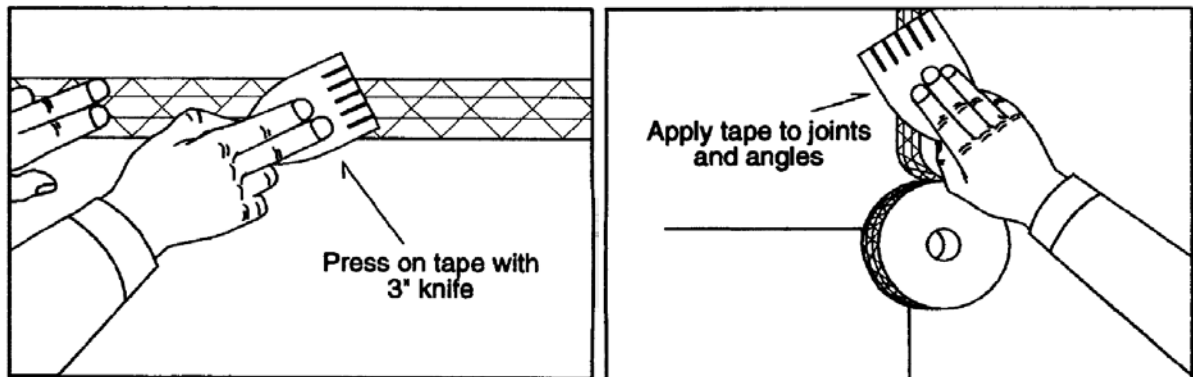 Press on tape with
3" knife
Apply tape to joints
and angles